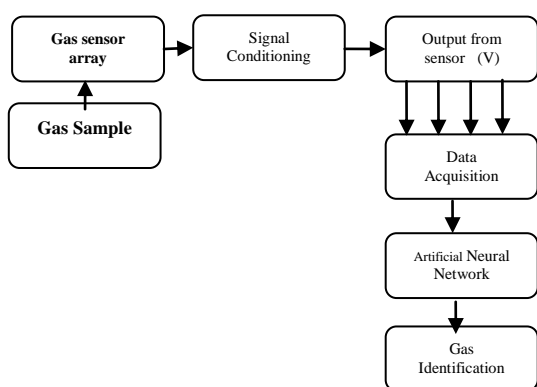 Gas sensor
array
Signal
Conditioning
Output from
sensor (V)
Gas Sample
Data
Acquisition
Artificial Neural
Network
Gas
Identification